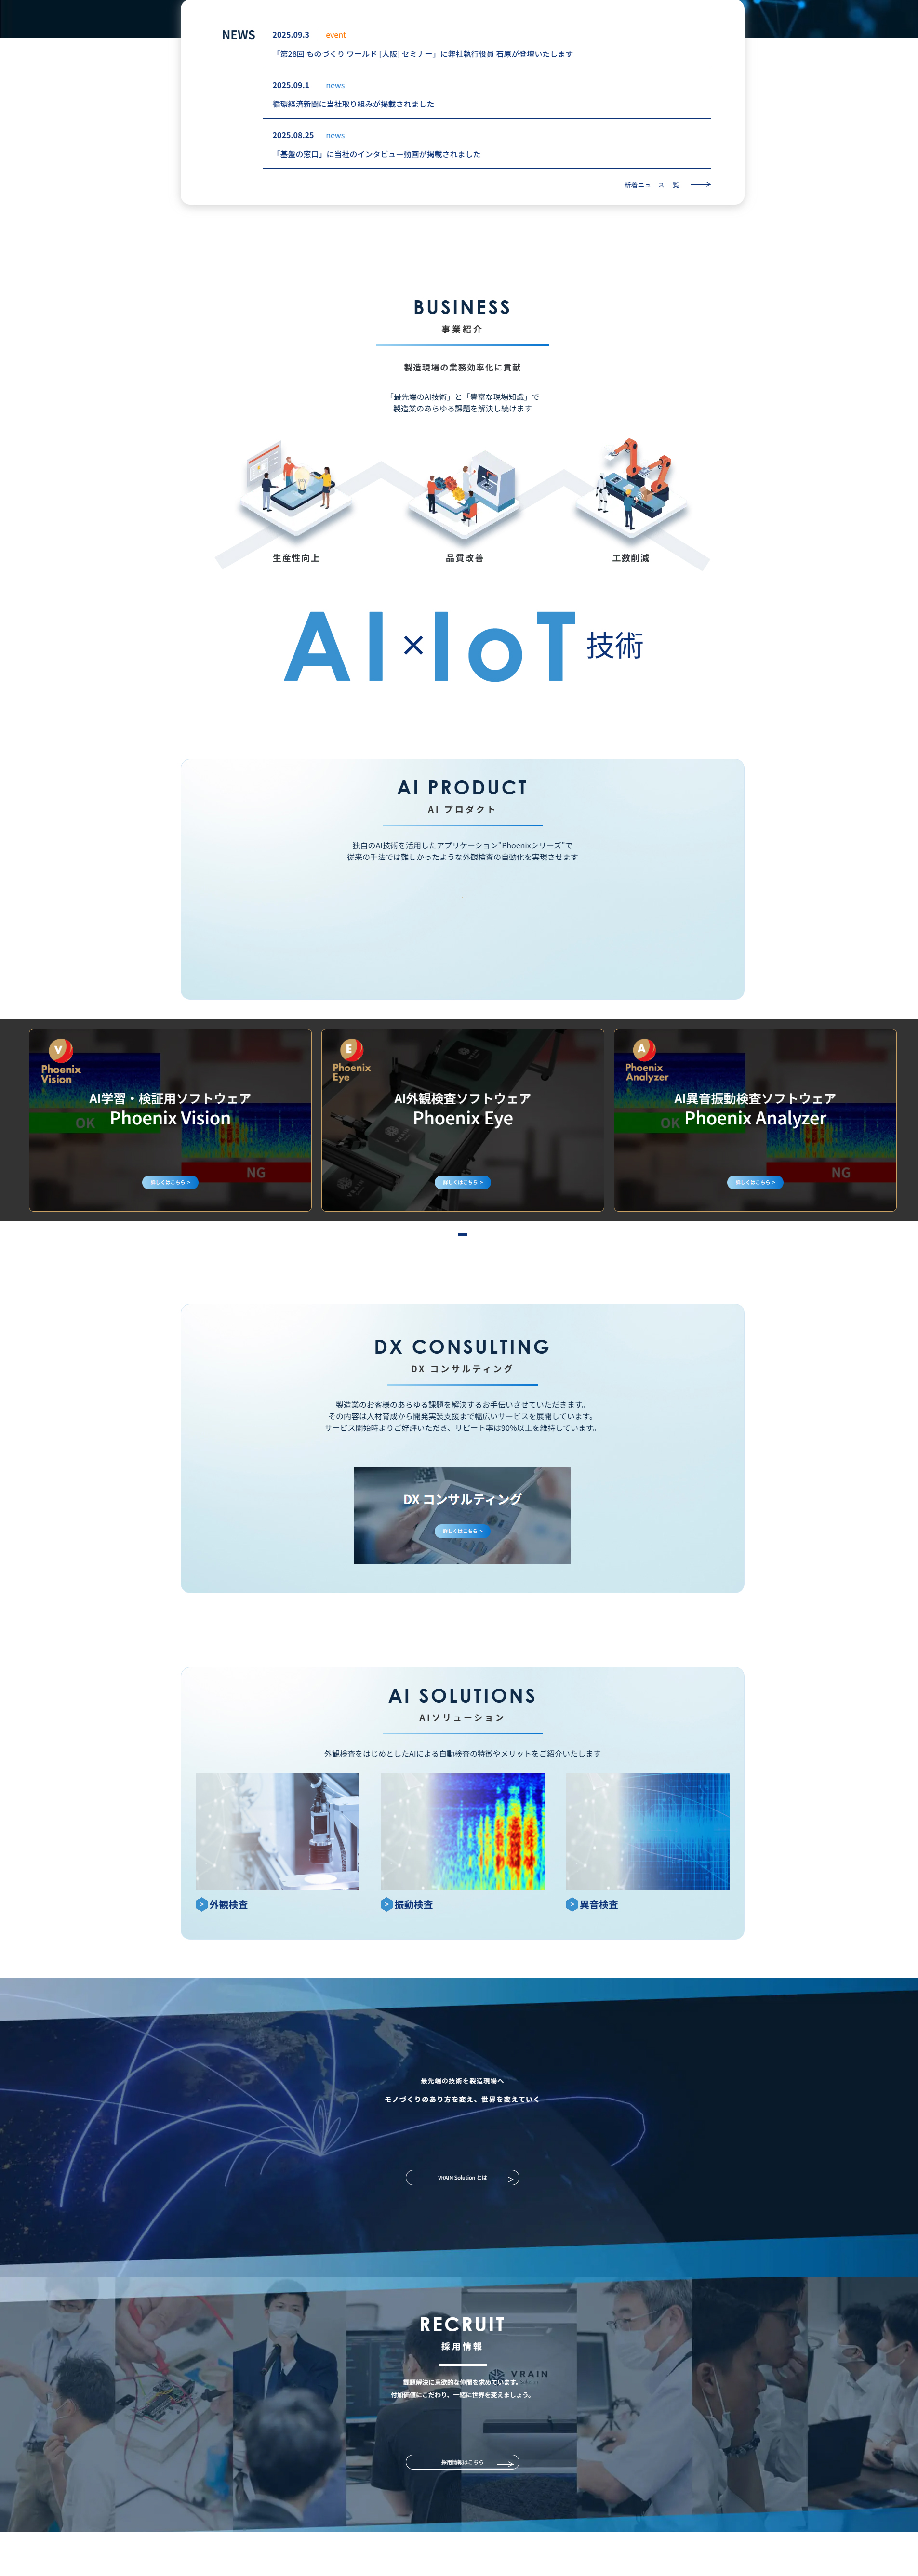 NEWS
2025.09.3 event
「第28回 ものづくり ワールド [大阪] セミナー」に弊社執行役員 石原が登壇いたします
2025.09.1 news
循環経済新聞に当社取り組みが掲載されました
2025.08.25 news
「基盤の窓口」に当社のインタビュー動画が掲載されました
新着ニュース 一覧
BUSINESS
事業紹介
製造現場の業務効率化に貢献
「最先端のAI技術」と「豊富な現場知識」で
製造業のあらゆる課題を解決し続けます
生産性向上
品質改善
工数削減
AI×IoT技術
AI PRODUCT
AI プロダクト
独自のAI技術を活用したアプリケーション"Phoenixシリーズ"で
従来の手法では難しかったような外観検査の自動化を実現させます
V
Phoenix
Vision
AI学習・検証用ソフトウェア
Phoenix Vision
OK
NG
詳しくはこちら >
E
Phoenix
Eye
AI外観検査ソフトウェア
Phoenix Eye
詳しくはこちら >
A
Phoenix
Analyzer
AI異音振動検査ソフトウェア
Phoenix Analyzer
OK
NG
詳しくはこちら >
DX CONSULTING
DX コンサルティング
製造業のお客様のあらゆる課題を解決するお手伝いさせていただきます。
その内容は人材育成から開発実装支援まで幅広いサービスを展開しています。
サービス開始時よりご好評いただき、リピート率は90%以上を維持しています。
DX コンサルティング
詳しくはこちら >
AI SOLUTIONS
AIソリューション
外観検査をはじめとしたAIによる自動検査の特徴やメリットをご紹介いたします
> 外観検査
> 振動検査
> 異音検査
最先端の技術を製造現場へ
モノづくりのあり方を変え、世界を変えていく
VRAIN Solution とは
RECRUIT
採用情報
VRAIN
課題解決に意欲的な仲間を求めています。
付加価値にこだわり、一緒に世界を変えましょう。
採用情報はこちら